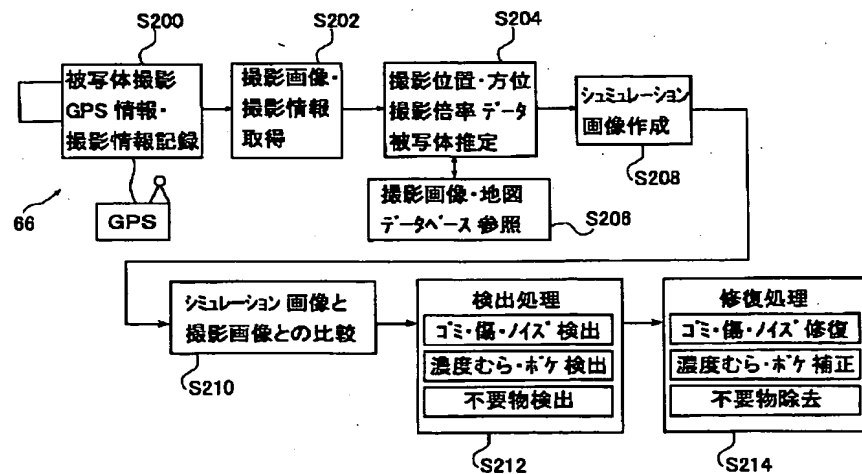 S200
S202
S204
被写体撮影
GPS 情報・
撮影情報記録
撮影画像・
撮影情報
取得
撮影位置・方位
撮影倍率 データ
被写体推定
シュミュレーション
画像作成
S208
66
GPS
撮影画像・地図
データベース 参照
S206
シミュレーション 画像と
撮影画像との比較
S210
検出処理
ゴミ・傷・ノイズ 検出
濃度むら・ボケ 検出
不要物検出
S212
修復処理
ゴミ・傷・ノイズ 修復
濃度むら・ボケ 補正
不要物除去
S214